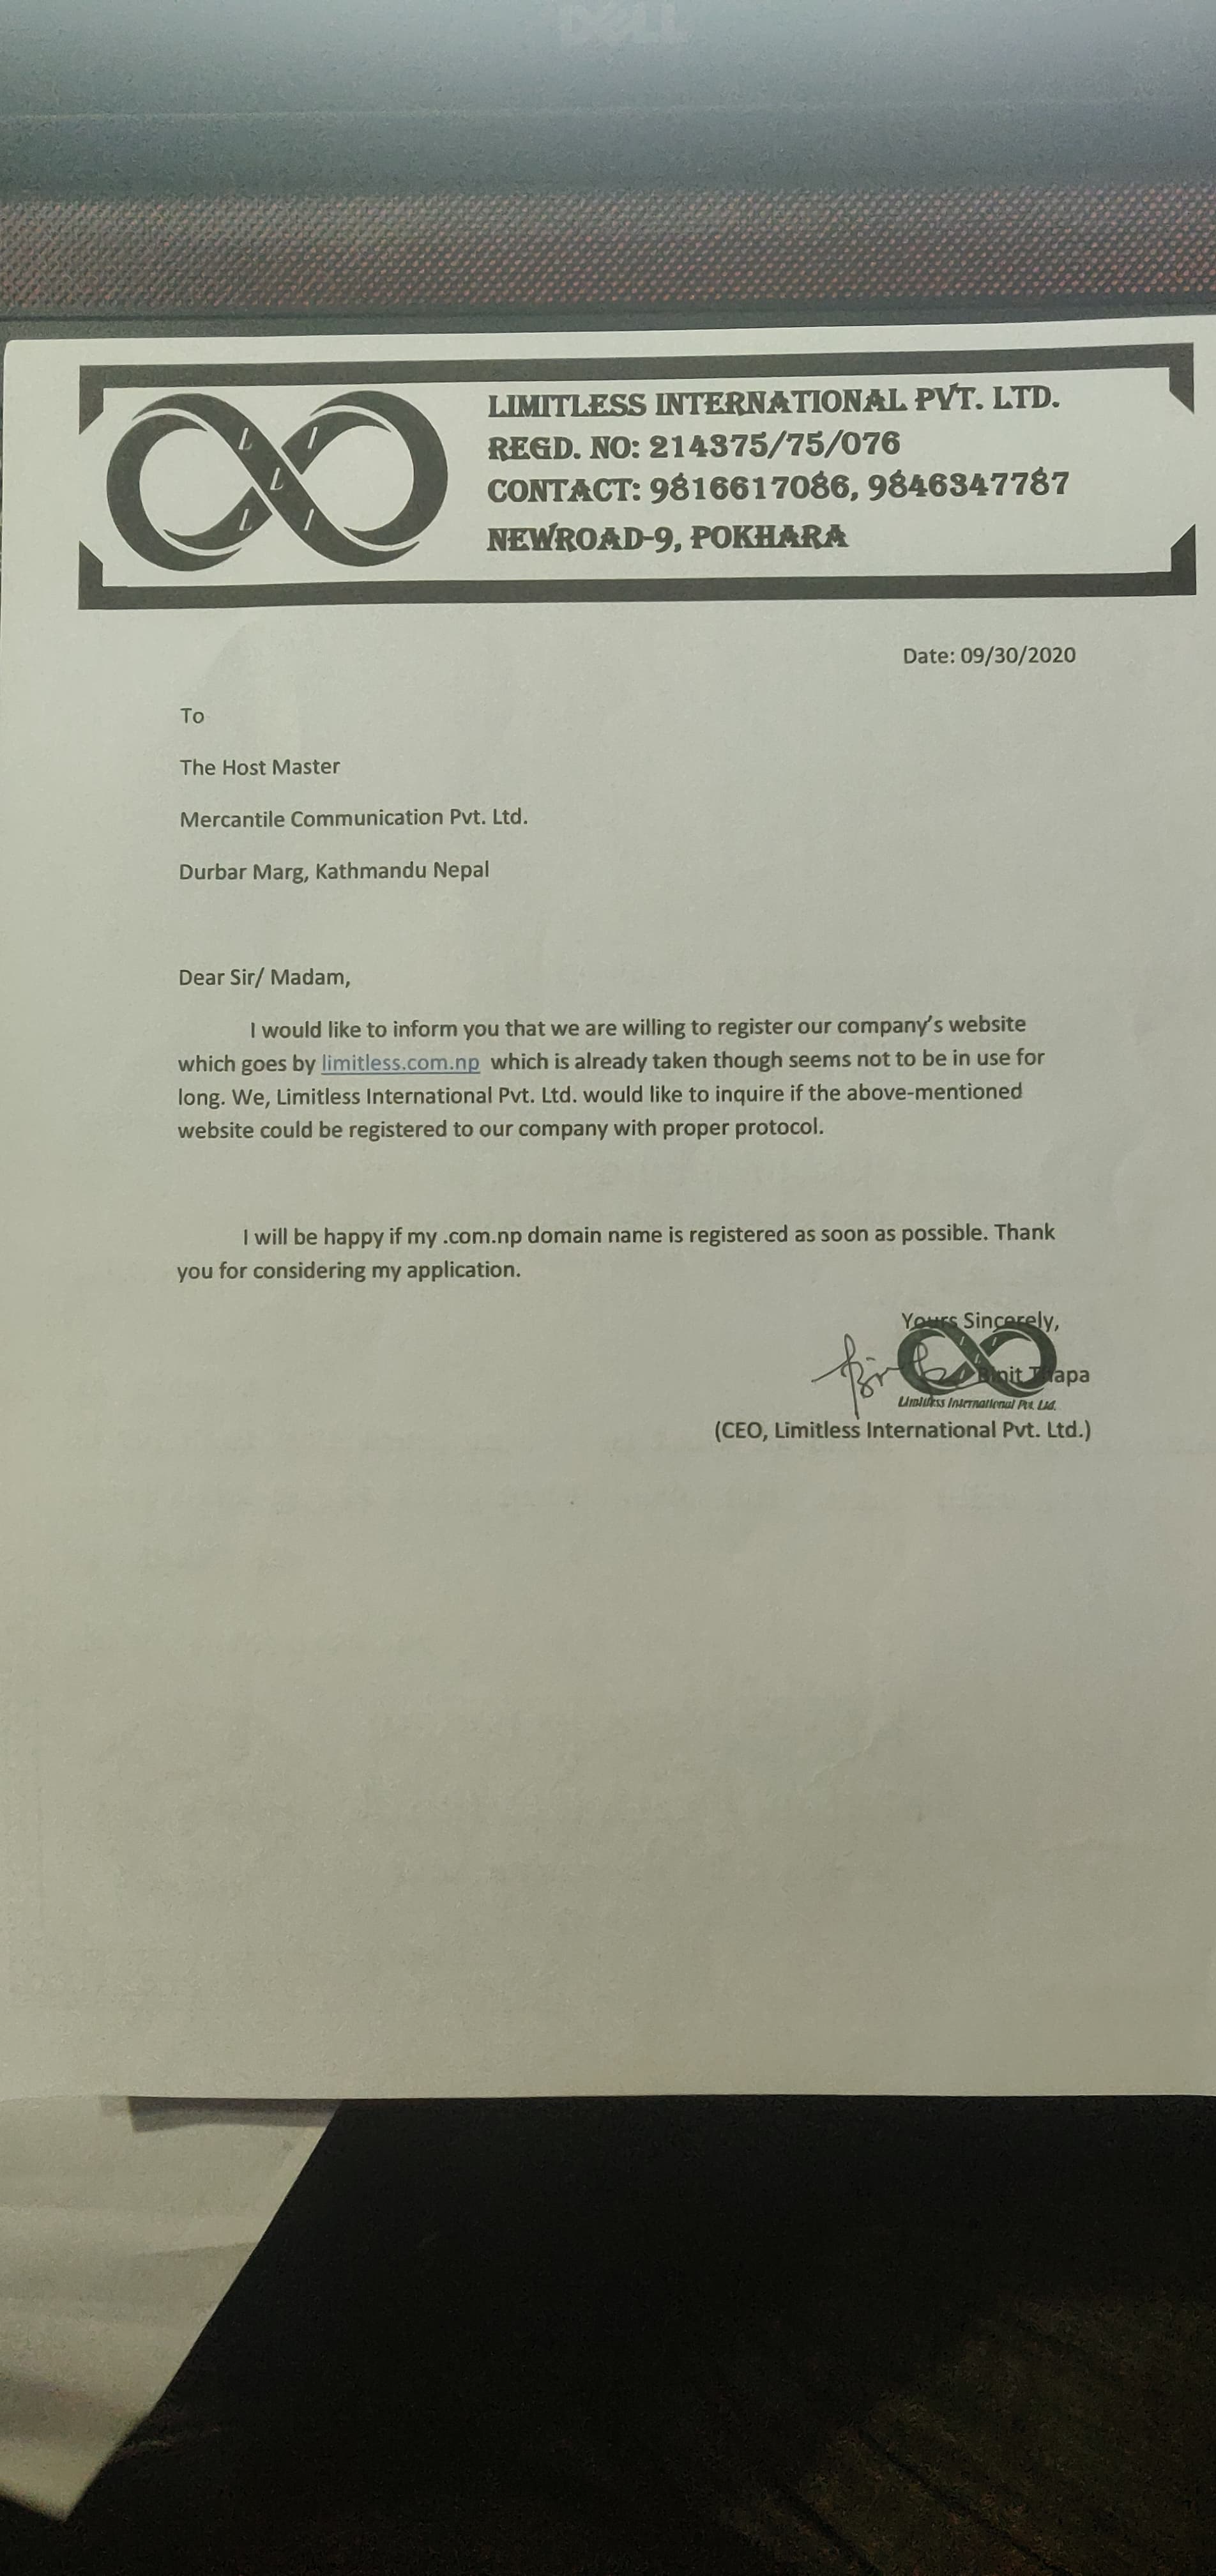 DELL
LIMITLESS INTERNATIONAL PVT. LTD.
REGD. NO: 214375/75/076
CONTACT: 9816617086, 9846347787
NEWROAD-9, POKHARA
L I
L
L I
Date: 09/30/2020
To
The Host Master
Mercantile Communication Pvt. Ltd.
Durbar Marg, Kathmandu Nepal
Dear Sir/ Madam,
I would like to inform you that we are willing to register our company's website
which goes by limitless.com.np which is already taken though seems not to be in use for
long. We, Limitless International Pvt. Ltd. would like to inquire if the above-mentioned
website could be registered to our company with proper protocol.
I will be happy if my .com.np domain name is registered as soon as possible. Thank
you for considering my application.
Yours Sincerely,
Binit Thapa
Limitless International Pvt. Ltd.
(CEO, Limitless International Pvt. Ltd.)